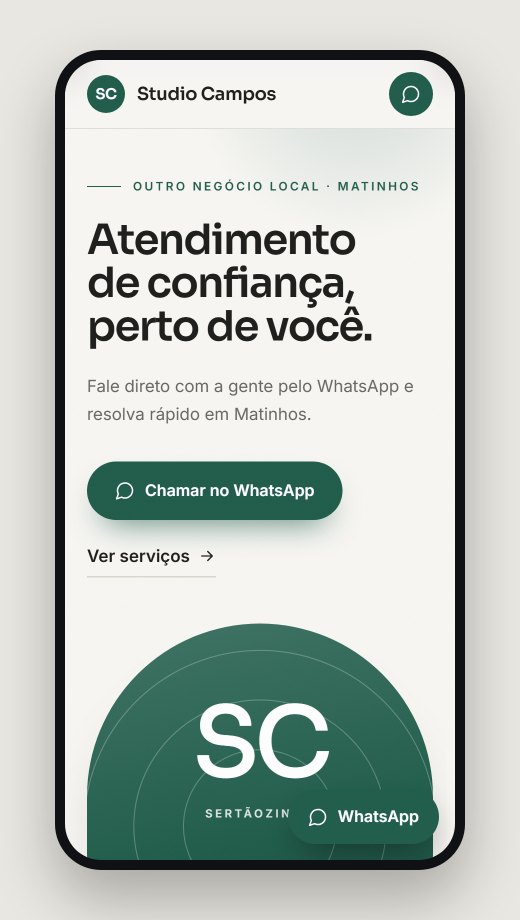 SC Studio Campos
OUTRO NEGÓCIO LOCAL · MATINHOS
Atendimento
de confiança,
perto de você.
Fale direto com a gente pelo WhatsApp e
resolva rápido em Matinhos.
Chamar no WhatsApp
Ver serviços →
SC
WhatsApp